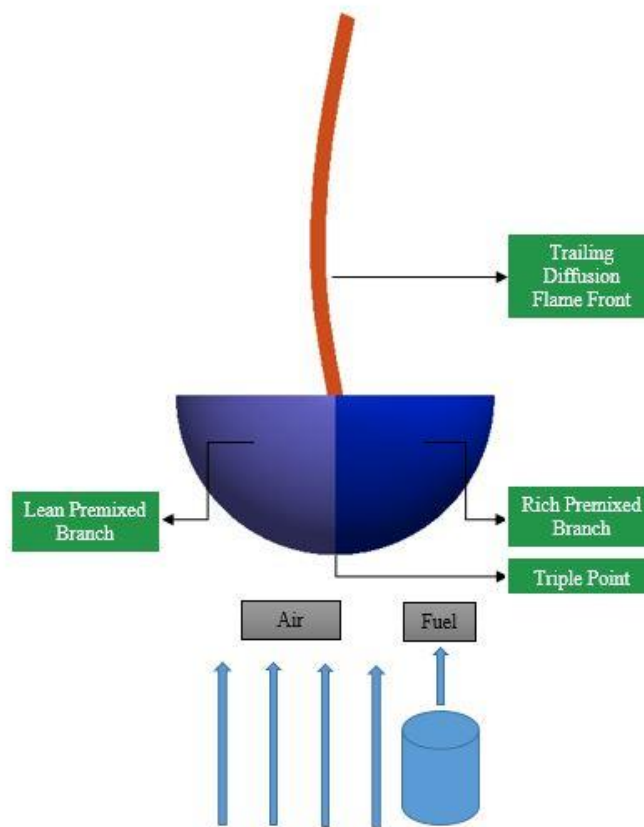 Trailing
Diffusion
Flame Front
Lean Premixed
Branch
Rich Premixed
Branch
Triple Point
Air
Fuel